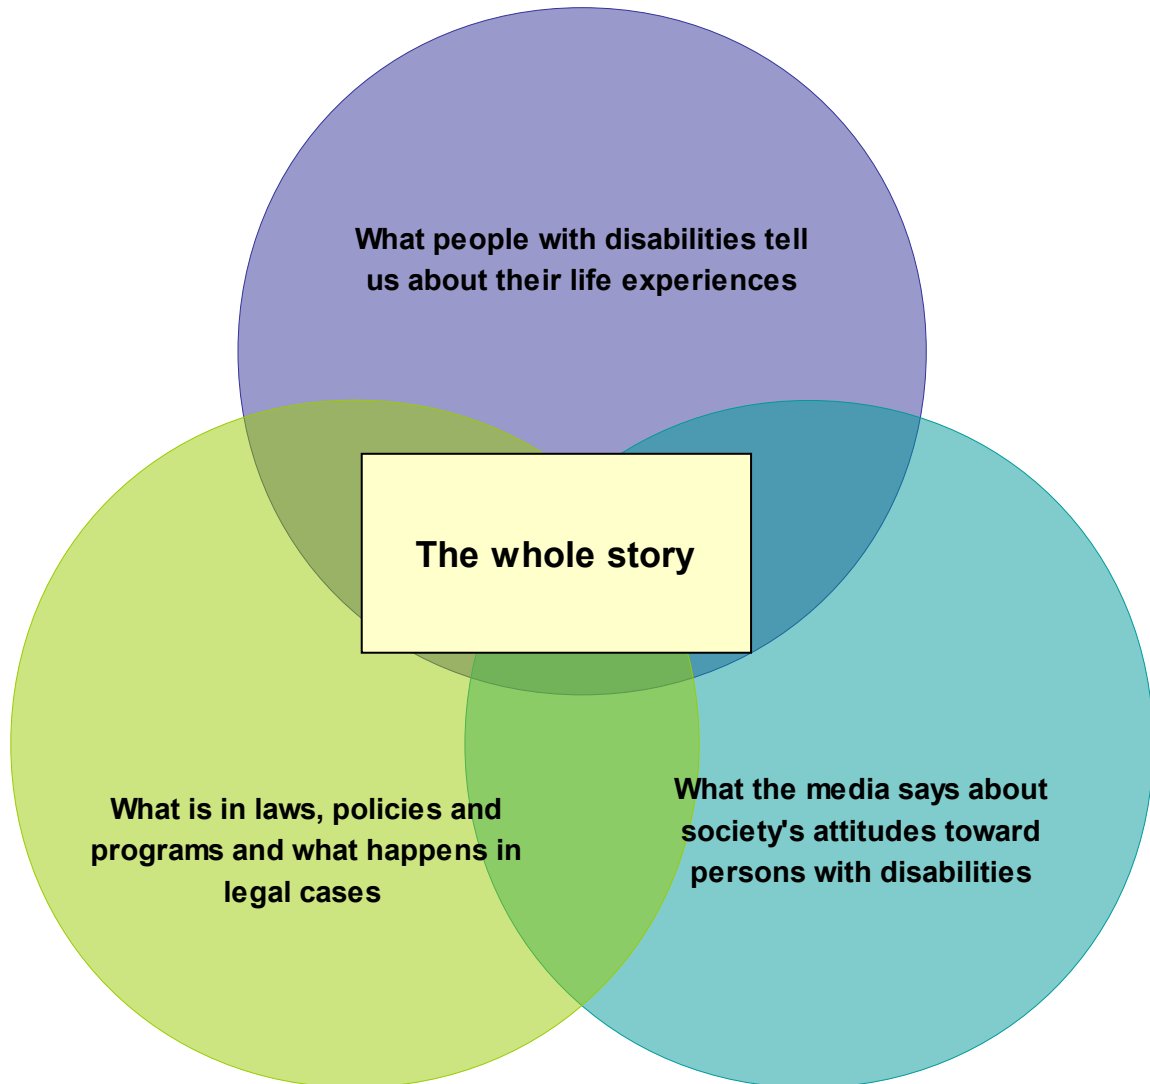 What people with disabilities tell
us about their life experiences
The whole story
What is in laws, policies and
programs and what happens in
legal cases
What the media says about
society's attitudes toward
persons with disabilities